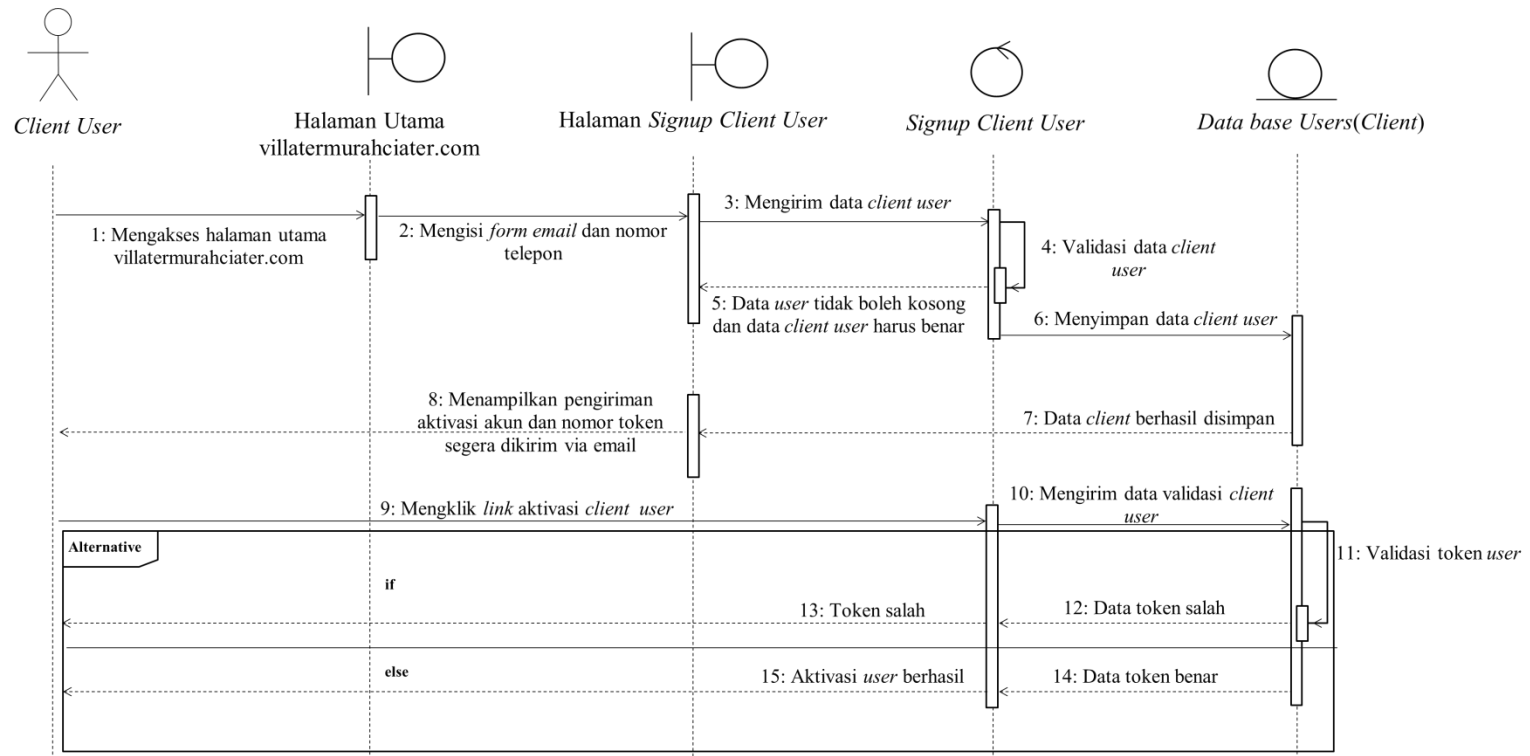 Client User
Halaman Utama
villatermurahciater.com
Halaman Signup Client User
Signup Client User
Data base Users(Client)
1: Mengakses halaman utama
villatermurahciater.com
2: Mengisi form email dan nomor
telepon
3: Mengirim data client user
4: Validasi data client
user
5: Data user tidak boleh kosong
dan data client user harus benar
6: Menyimpan data client user
7: Data client berhasil disimpan
8: Menampilkan pengiriman
aktivasi akun dan nomor token
segera dikirim via email
9: Mengklik link aktivasi client user
10: Mengirim data validasi client
user
Alternative
11: Validasi token user
if
12: Data token salah
13: Token salah
else
14: Data token benar
15: Aktivasi user berhasil